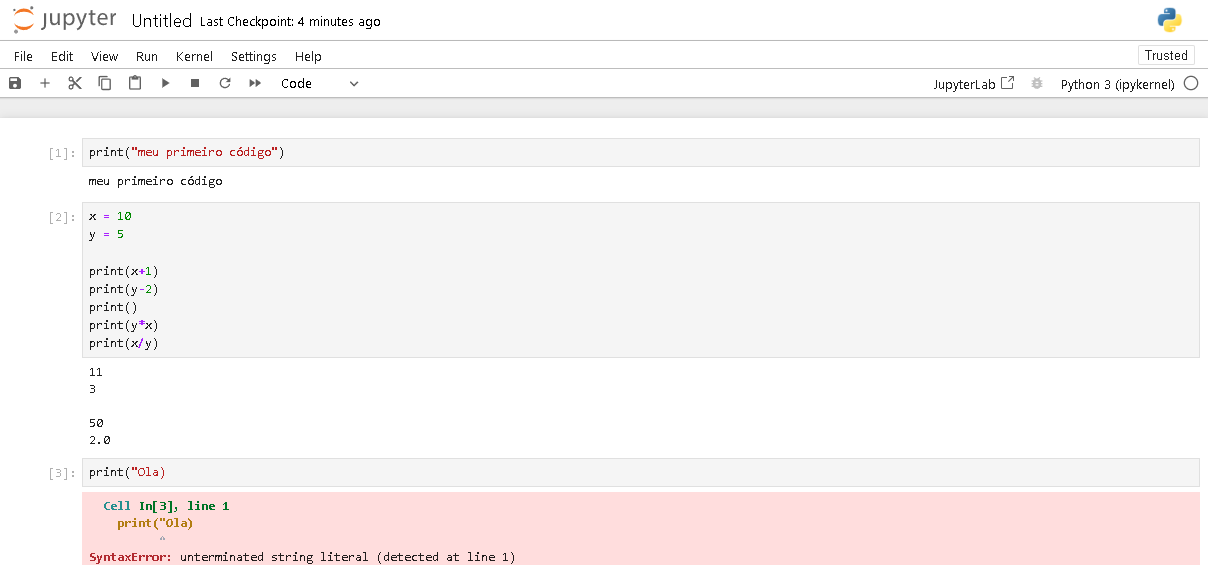 jupyter Untitled Last Checkpoint: 4 minutes ago
File Edit View Run Kernel Settings Help Trusted
Code JupyterLab Python 3 (ipykernel)
[1]: print("meu primeiro código")
meu primeiro código
[2]: x = 10
y = 5
print(x+1)
print(y-2)
print()
print(y*x)
print(x/y)
11
3
50
2.0
[3]: print("Ola)
Cell In[3], line 1
print("Ola)
^
SyntaxError: unterminated string literal (detected at line 1)